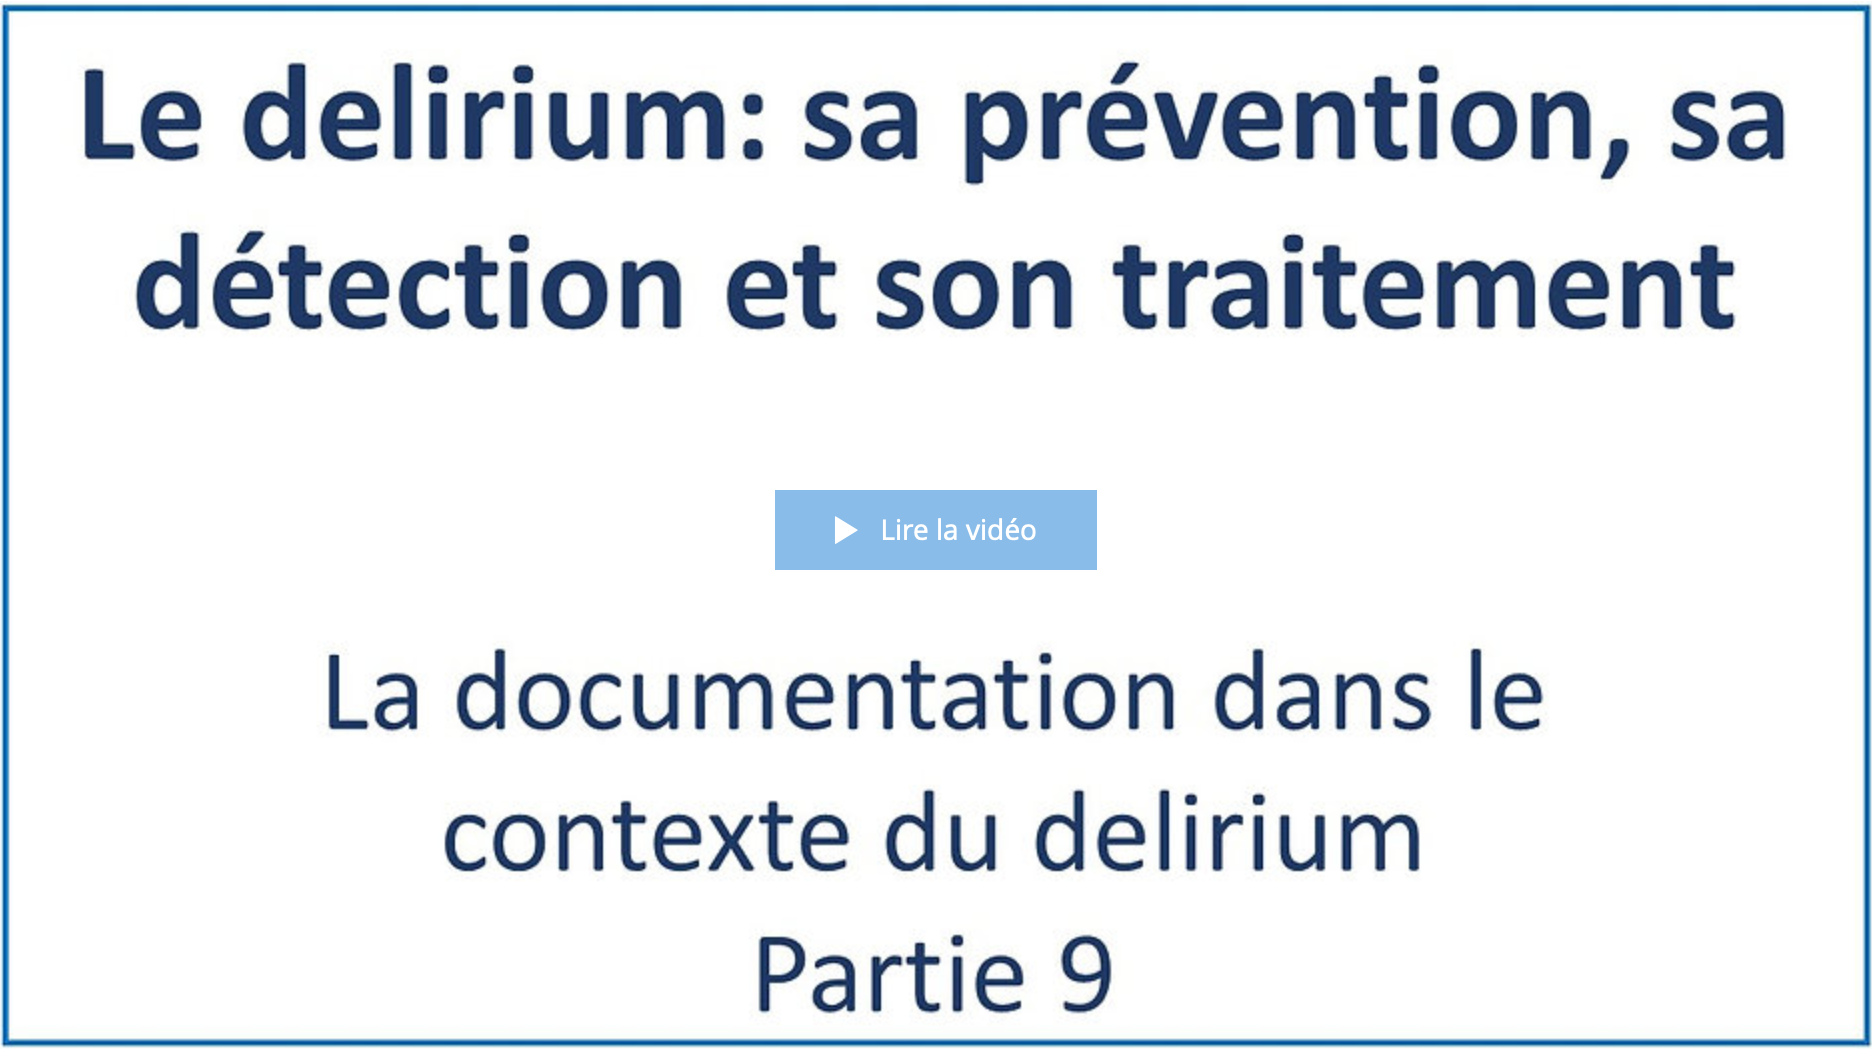 Le delirium: sa prévention, sa
détection et son traitement
Lire la vidéo
La documentation dans le
contexte du delirium
Partie 9